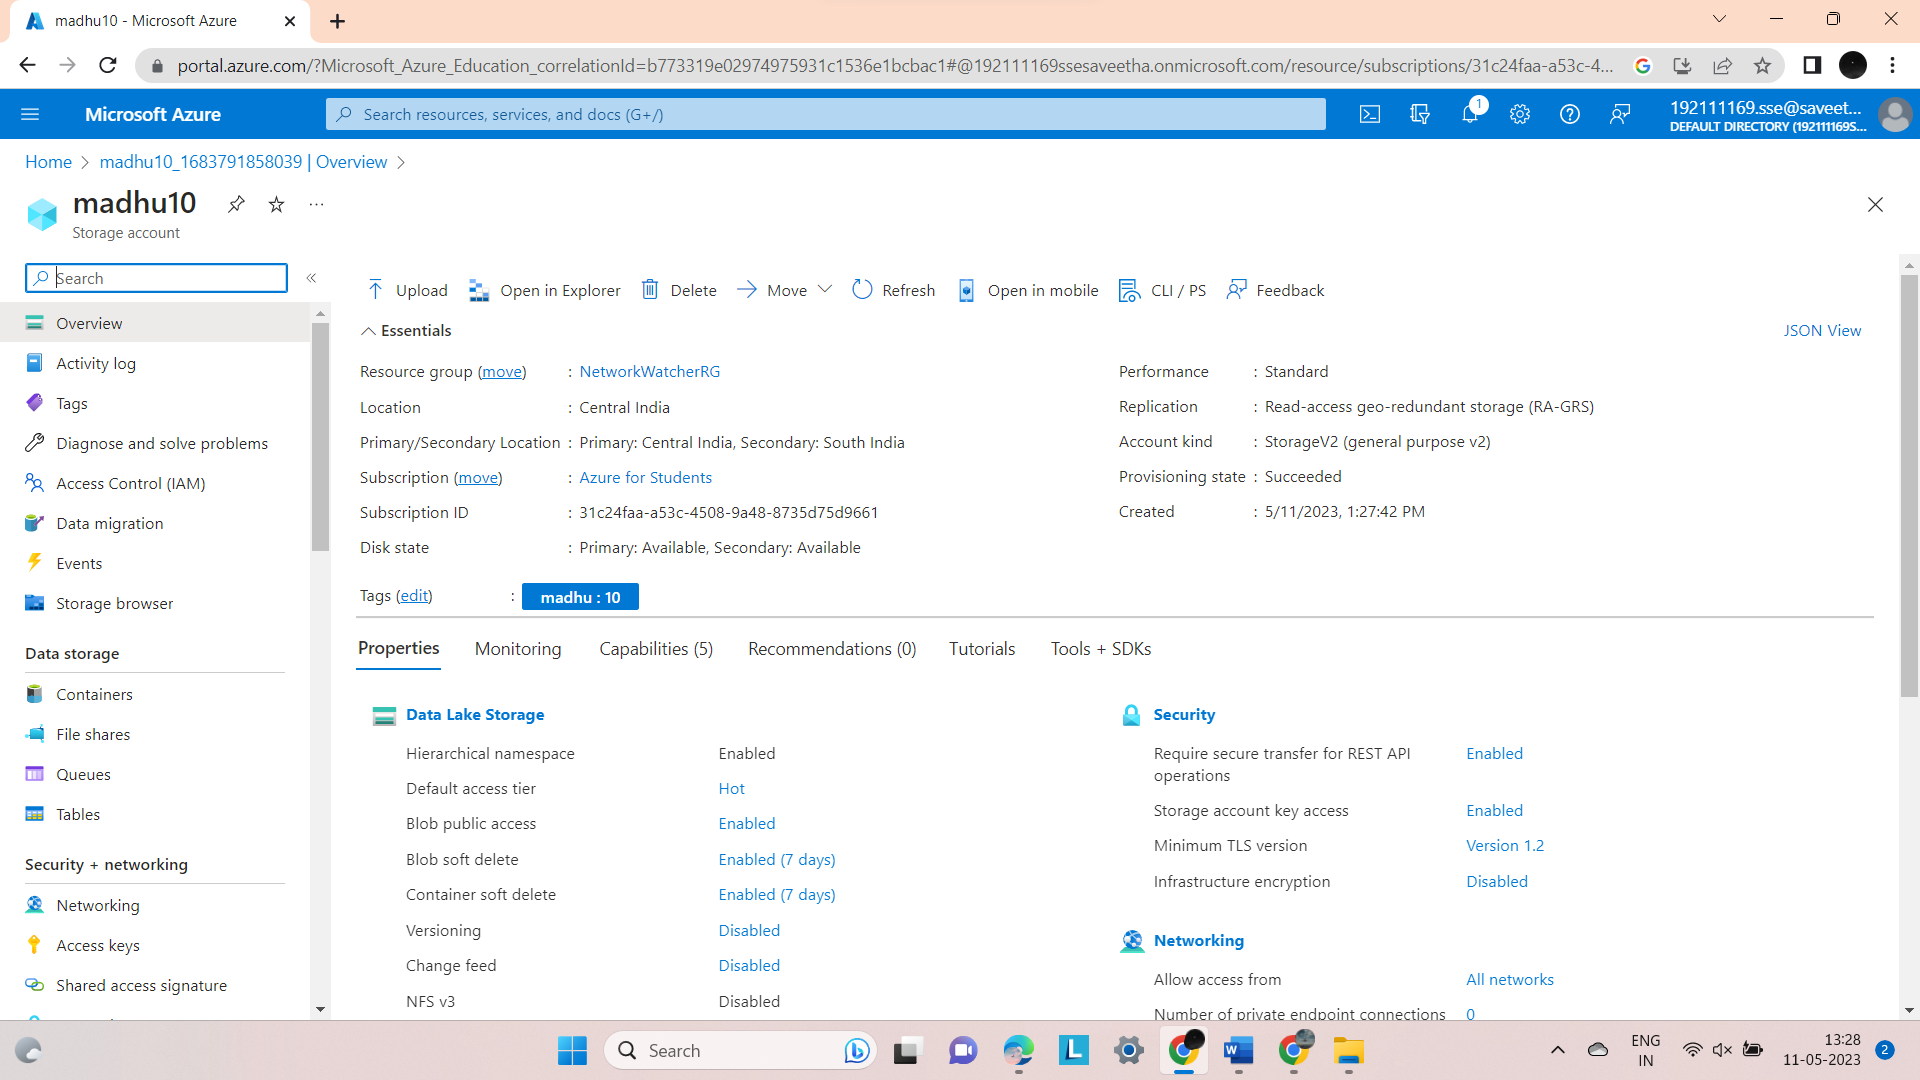 madhu10 - Microsoft Azure
portal.azure.com/?Microsoft_Azure_Education_correlationId=b773319e02974975931c1536e1bcbac1#@192111169ssesaveetha.onmicrosoft.com/resource/subscriptions/31c24faa-a53c-4...
Microsoft Azure
Search resources, services, and docs (G+/)
1
192111169.sse@saveet...
DEFAULT DIRECTORY (192111169S...
Home > madhu10_1683791858039 | Overview >
madhu10
Storage account
Search
Upload Open in Explorer Delete Move Refresh Open in mobile CLI / PS Feedback
Overview
Activity log
Tags
Diagnose and solve problems
Access Control (IAM)
Data migration
Events
Storage browser
Data storage
Containers
File shares
Queues
Tables
Security + networking
Networking
Access keys
Shared access signature
Essentials
JSON View
Resource group (move) : NetworkWatcherRG
Location : Central India
Primary/Secondary Location : Primary: Central India, Secondary: South India
Subscription (move) : Azure for Students
Subscription ID : 31c24faa-a53c-4508-9a48-8735d75d9661
Disk state : Primary: Available, Secondary: Available
Performance : Standard
Replication : Read-access geo-redundant storage (RA-GRS)
Account kind : StorageV2 (general purpose v2)
Provisioning state : Succeeded
Created : 5/11/2023, 1:27:42 PM
Tags (edit) : madhu : 10
Properties Monitoring Capabilities (5) Recommendations (0) Tutorials Tools + SDKs
Data Lake Storage
Hierarchical namespace Enabled
Default access tier Hot
Blob public access Enabled
Blob soft delete Enabled (7 days)
Container soft delete Enabled (7 days)
Versioning Disabled
Change feed Disabled
NFS v3 Disabled
Security
Require secure transfer for REST API operations Enabled
Storage account key access Enabled
Minimum TLS version Version 1.2
Infrastructure encryption Disabled
Networking
Allow access from All networks
Number of private endpoint connections 0
Search
ENG
IN
13:28
11-05-2023
2